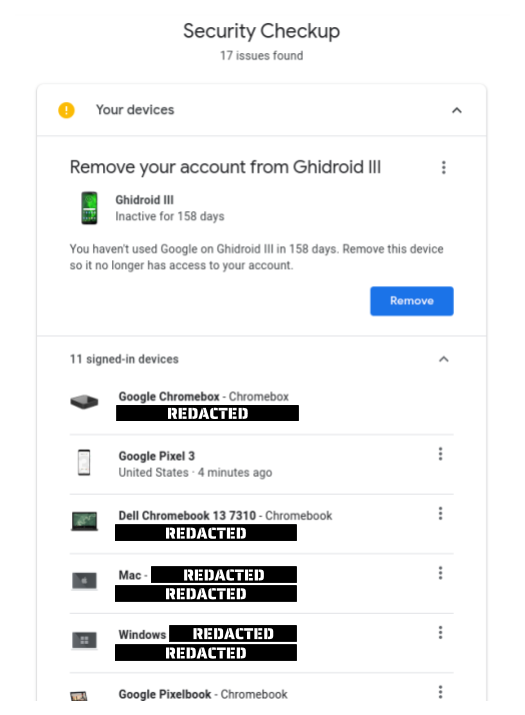 Security Checkup
17 issues found
Your devices
Remove your account from Ghidroid III
Ghidroid III
Inactive for 158 days
You haven't used Google on Ghidroid III in 158 days. Remove this device
so it no longer has access to your account.
Remove
11 signed-in devices
Google Chromebox - Chromebox
REDACTED
Google Pixel 3
United States · 4 minutes ago
Dell Chromebook 13 7310 - Chromebook
REDACTED
Mac - REDACTED
REDACTED
Windows REDACTED
REDACTED
Google Pixelbook - Chromebook